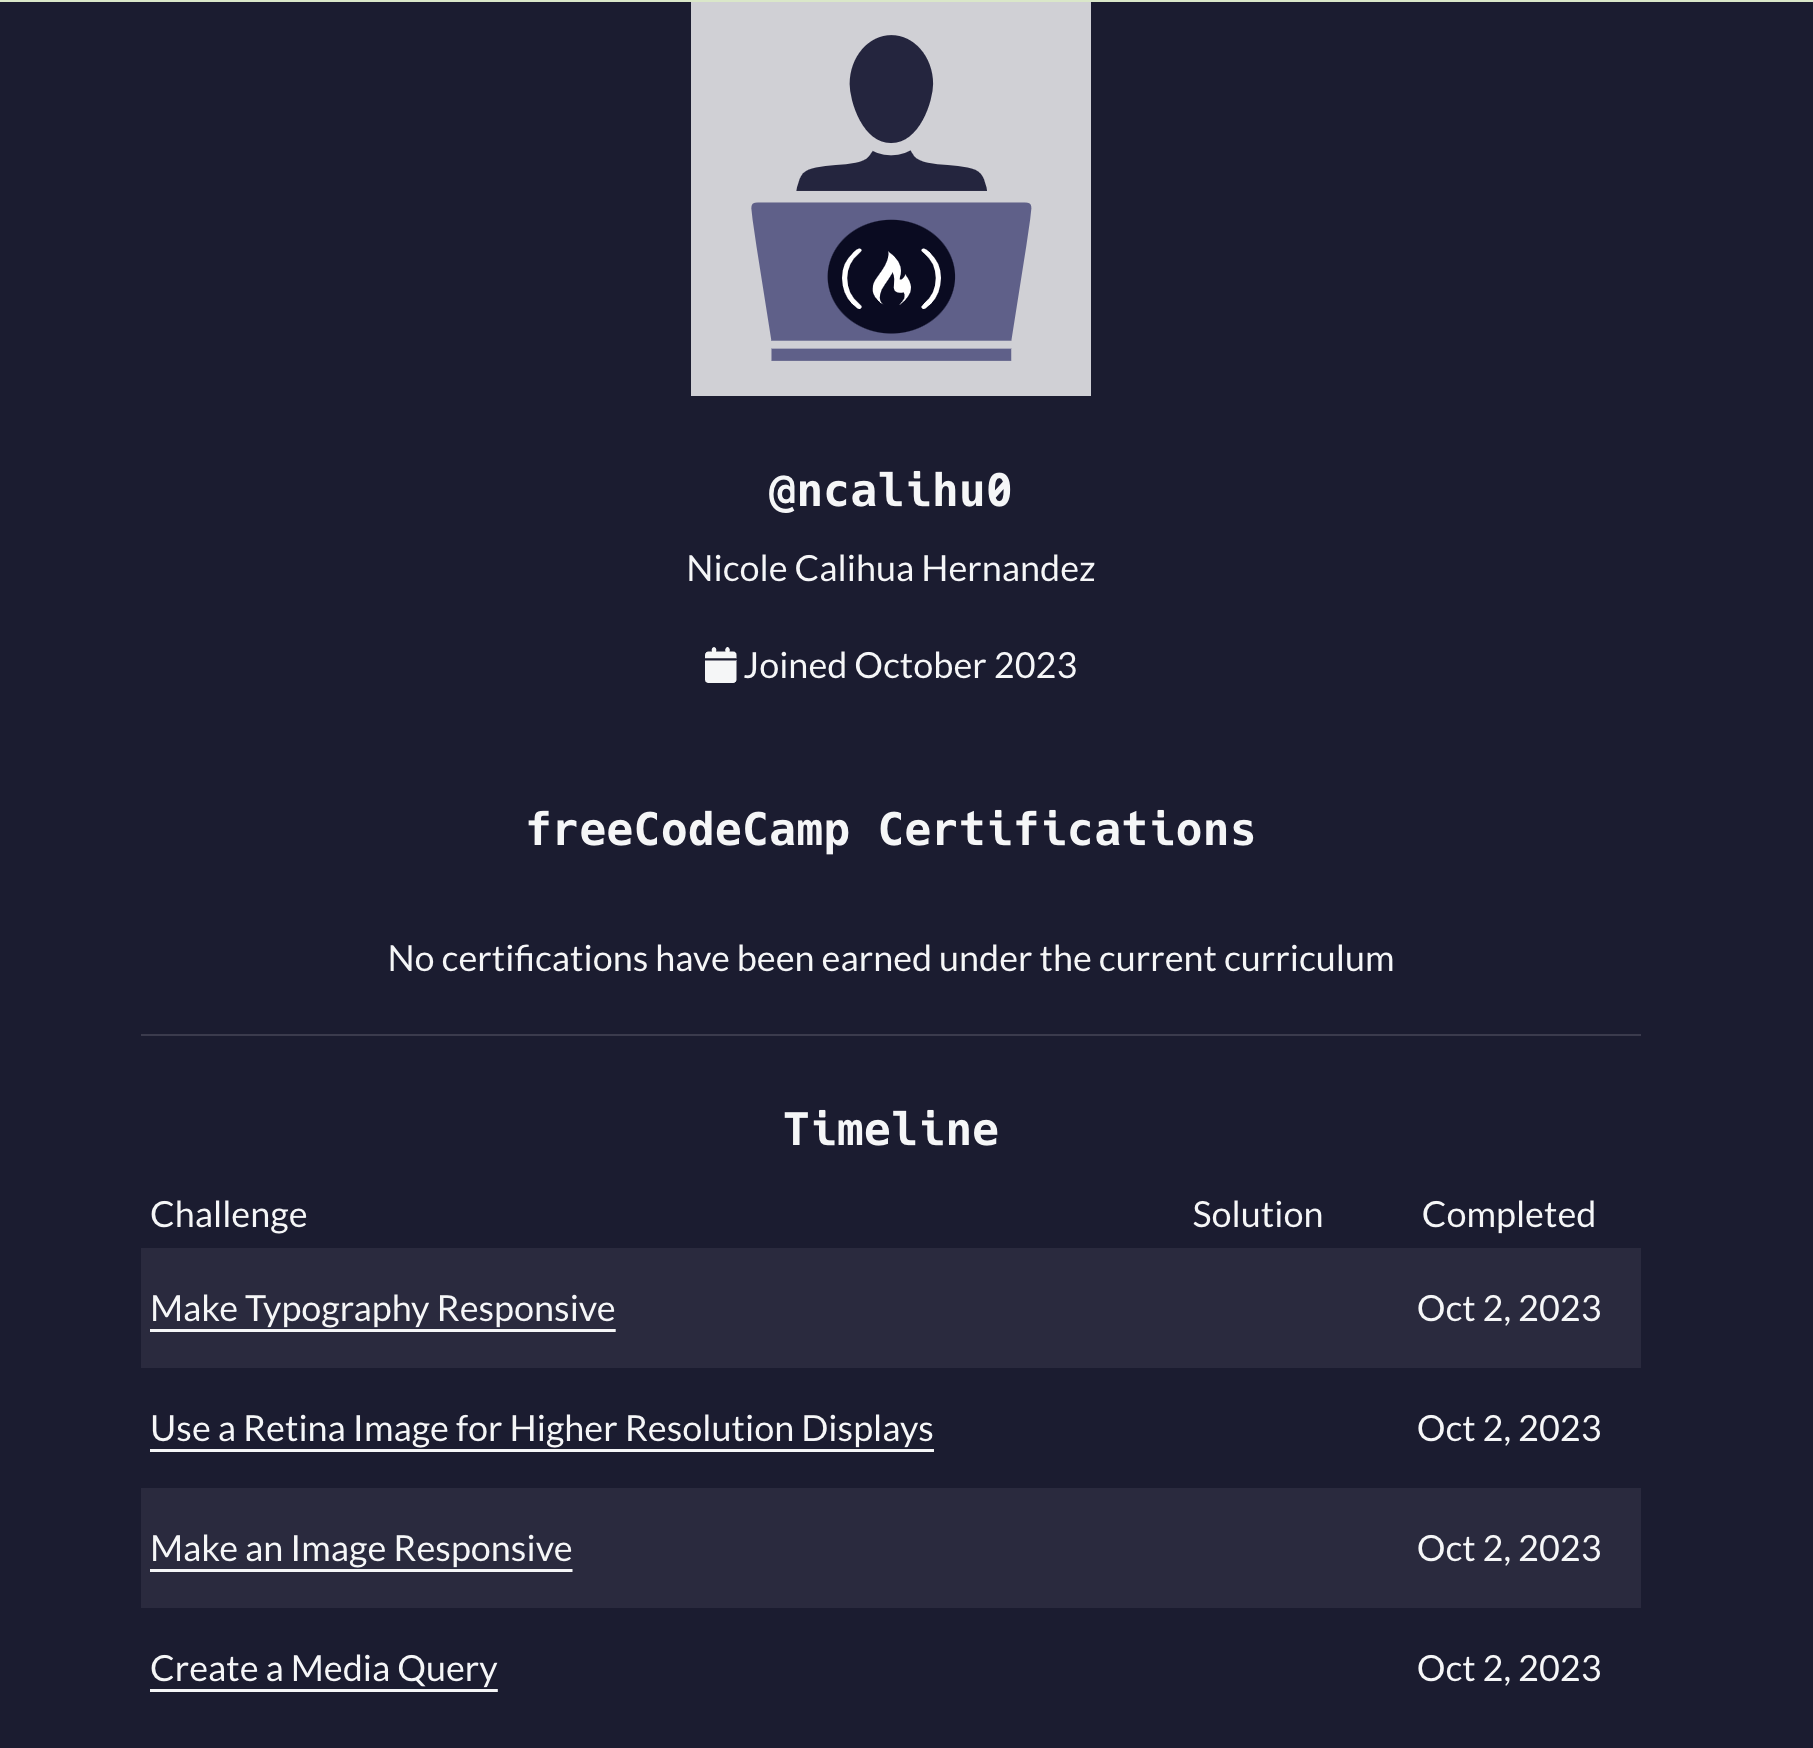 @ncalihu0
Nicole Calihua Hernandez
Joined October 2023
freeCodeCamp Certifications
No certifications have been earned under the current curriculum
Timeline
Challenge Solution Completed
Make Typography Responsive Oct 2, 2023
Use a Retina Image for Higher Resolution Displays Oct 2, 2023
Make an Image Responsive Oct 2, 2023
Create a Media Query Oct 2, 2023